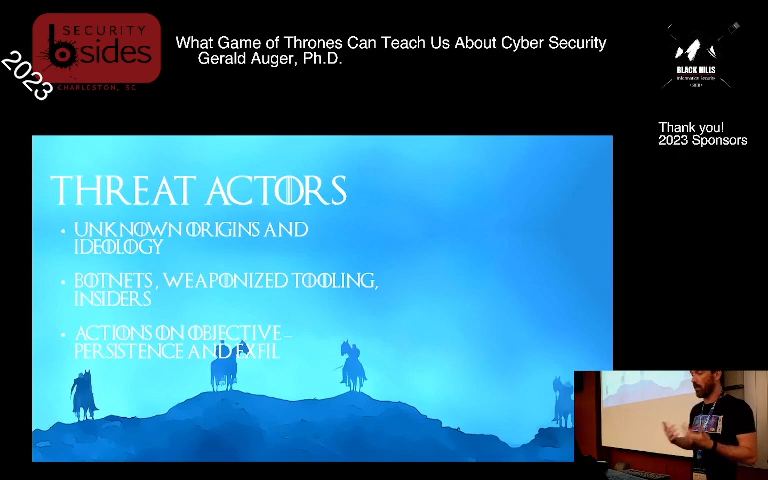 SECURITY
bsides
2023
CHARLESTON, SC
What Game of Thrones Can Teach Us About Cyber Security
Gerald Auger, Ph.D.
BLACK HILLS
Information Security
Thank you!
2023 Sponsors
THREAT ACTORS
• UNKNOWN ORIGINS AND
IDEOLOGY
• BOTNETS, WEAPONIZED TOOLING,
INSIDERS
• ACTIONS ON OBJECTIVE –
PERSISTENCE AND EXFIL